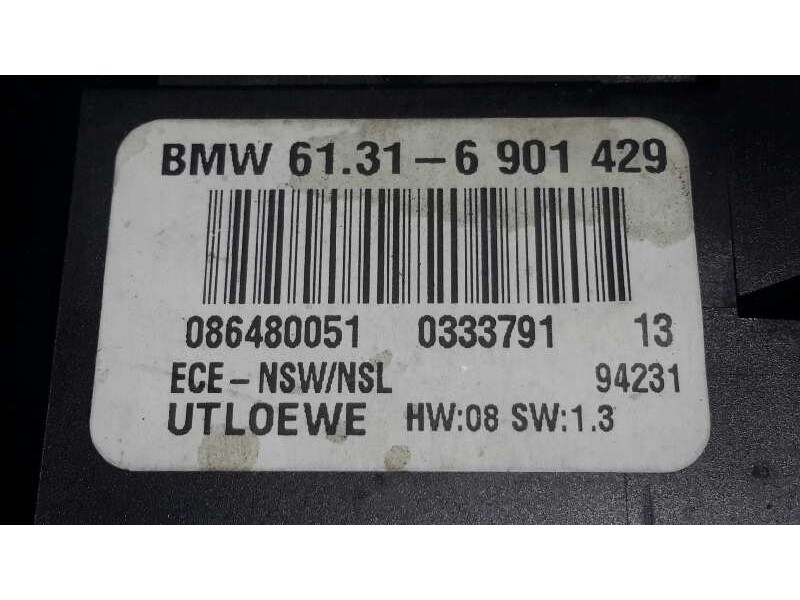 BMW 61.31-6 901 429
086480051 0333791 13
ECE-NSW/NSL 94231
UTLOEWE HW:08 SW:1.3